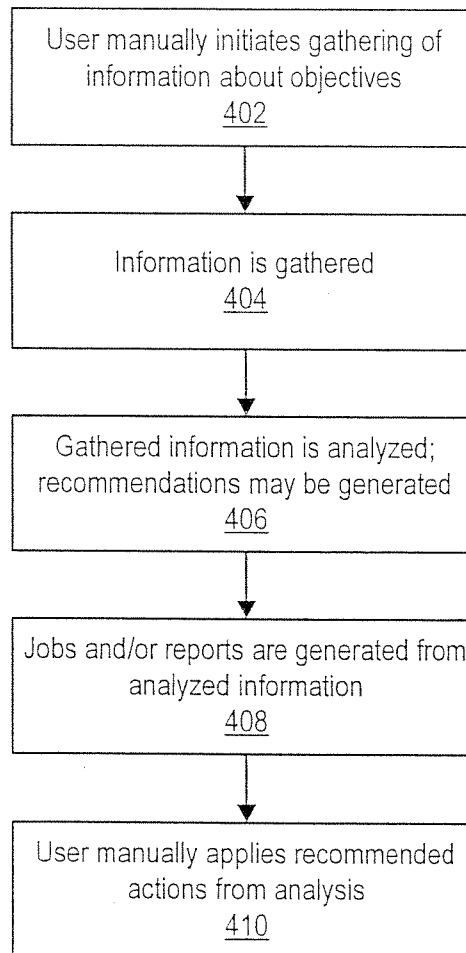 User manually initiates gathering of
information about objectives
402
Information is gathered
404
Gathered information is analyzed;
recommendations may be generated
406
Jobs and/or reports are generated from
analyzed information
408
User manually applies recommended
actions from analysis
410